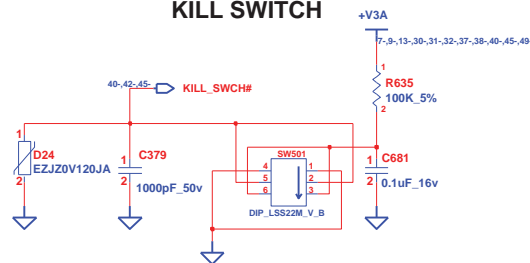 KILL SWITCH
+V3A
7-,9-,13-,30-,31-,32-,37-,38-,40-,45-,49-
40-,42-,45-
KILL_SWCH#
1
R635
100K_5%
2
1
D24
EZJZ0V120JA
2
1
C379
2
1000pF_50v
SW501
4
5
6
1
2
3
DIP_LSS22M_V_B
1
C681
2
0.1uF_16v